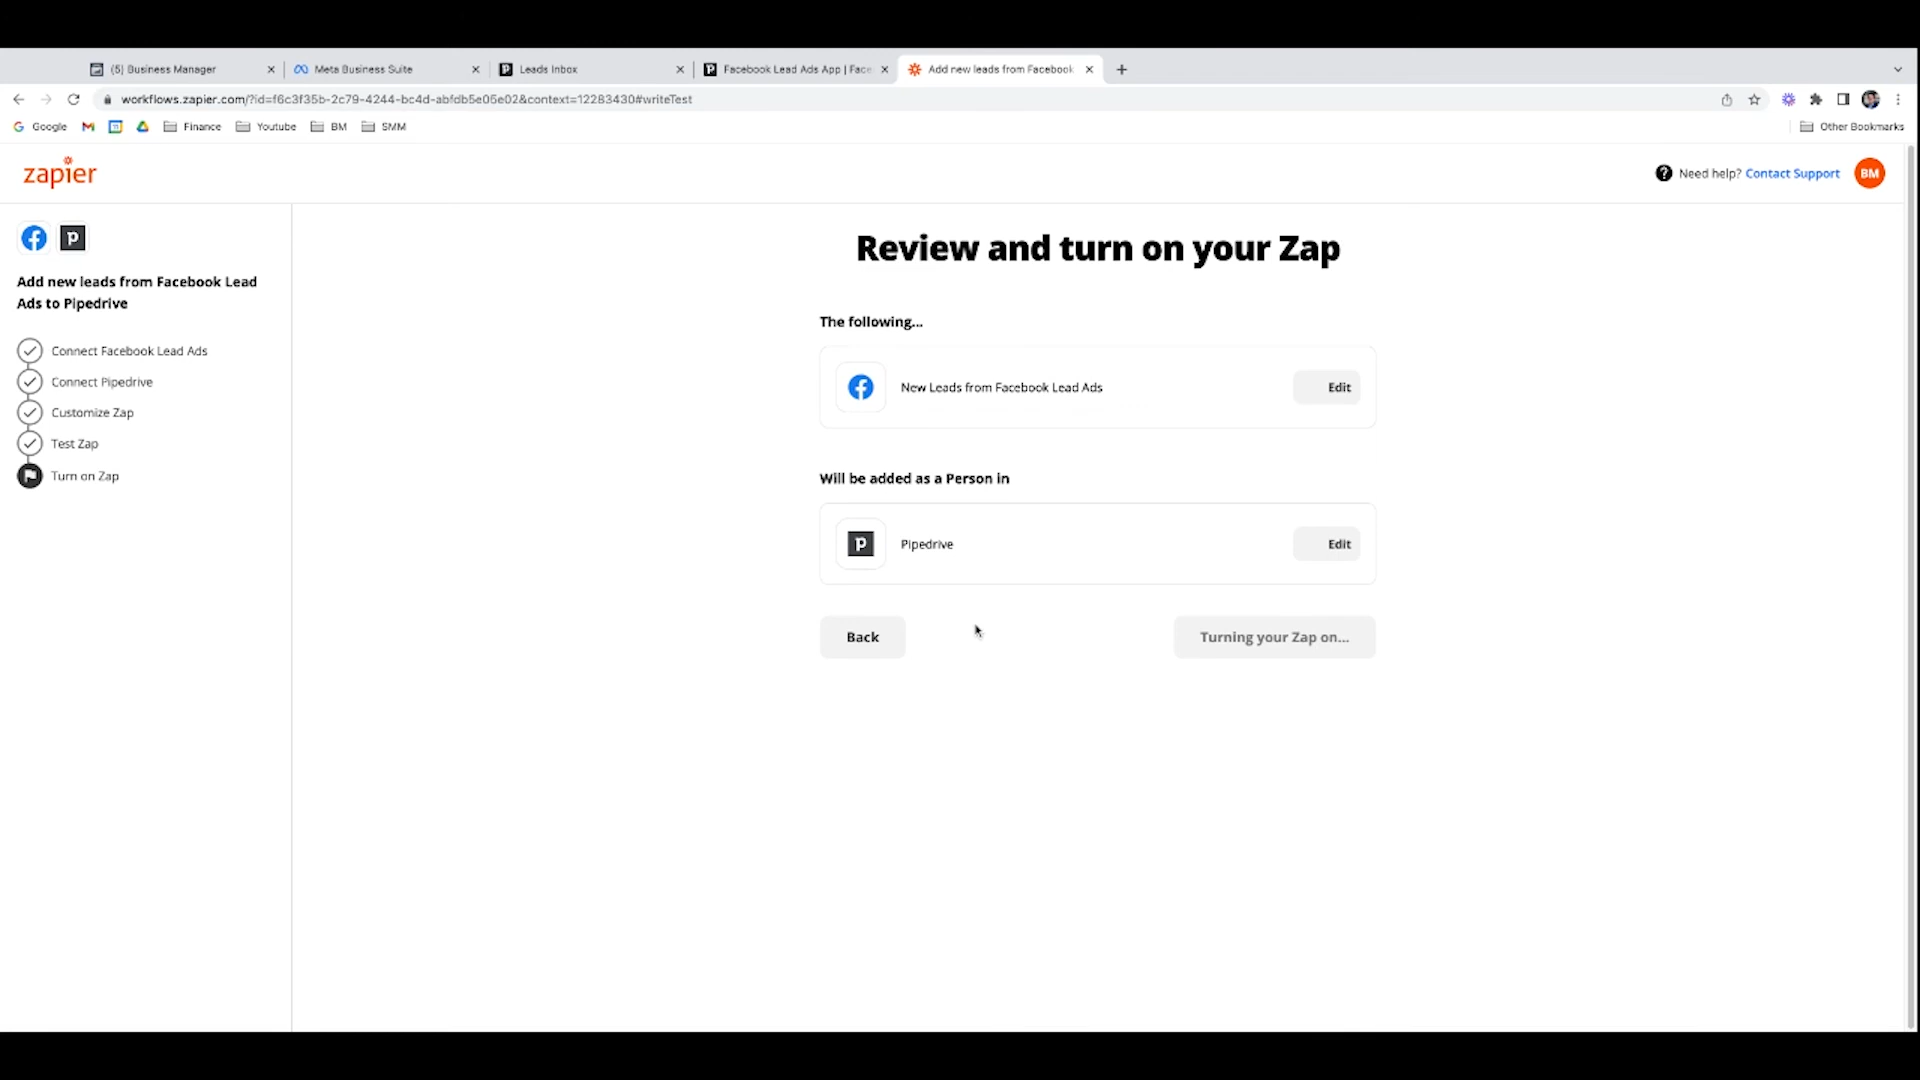 (5) Business Manager
Meta Business Suite
Leads Inbox
Facebook Lead Ads App | Face
Add new leads from Facebook
workflows.zapier.com/?id=f6c3f35b-2c79-4244-bc4d-abfdb5e05e02&context=12283430#writeTest
Google
Finance
Youtube
BM
SMM
Other Bookmarks
zapier
Need help? Contact Support
BM
Add new leads from Facebook Lead
Ads to Pipedrive
Connect Facebook Lead Ads
Connect Pipedrive
Customize Zap
Test Zap
Turn on Zap
Review and turn on your Zap
The following...
New Leads from Facebook Lead Ads
Edit
Will be added as a Person in
p
Pipedrive
Edit
Back
Turning your Zap on...